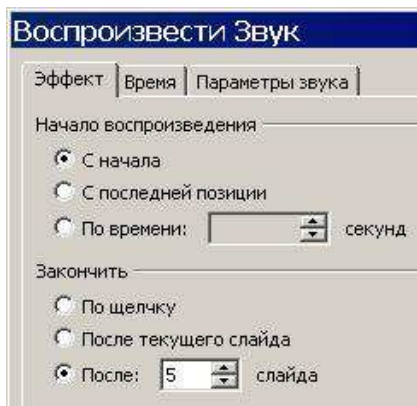 Воспроизвести Звук
Эффект Время Параметры звука
Начало воспроизведения
С начала
С последней позиции
По времени: секунд
Закончить
По щелчку
После текущего слайда
После: 5 слайда